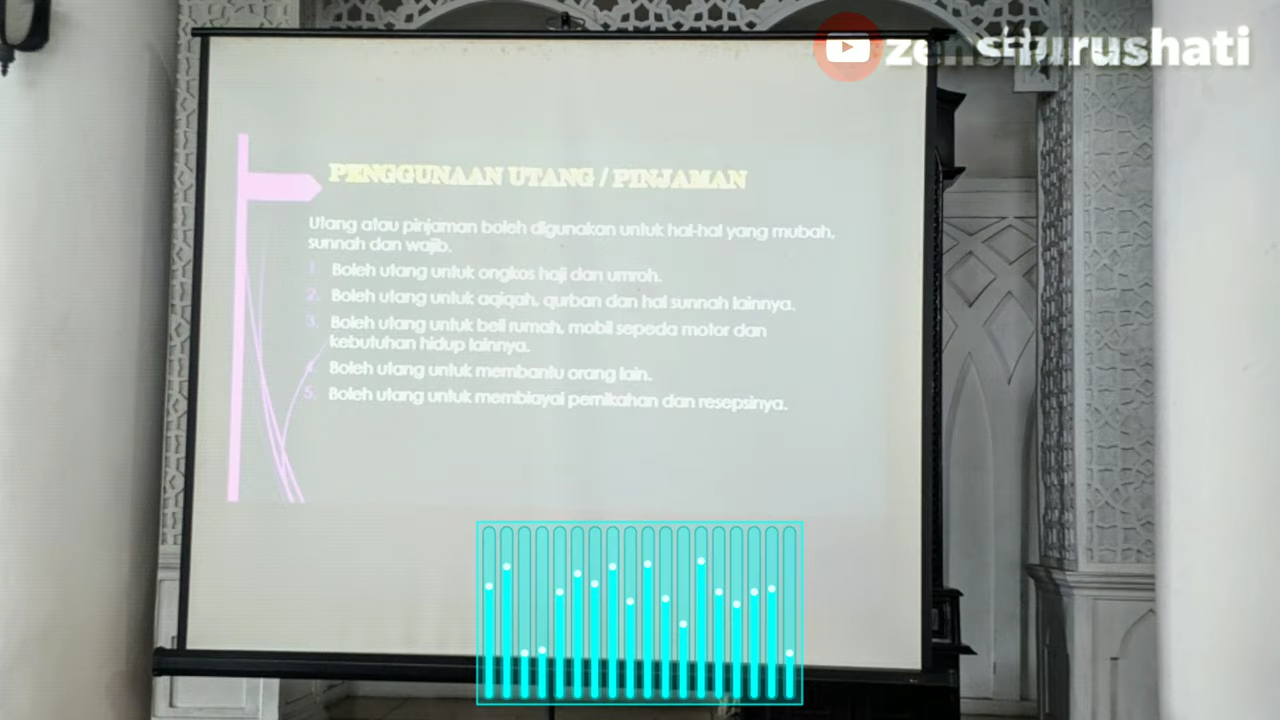 zenshurushati
PENGGUNAAN UTANG / PINJAMAN
Utang atau pinjaman boleh digunakan untuk hal-hal yang mubah,
sunnah dan wajib.
1. Boleh utang untuk ongkos haji dan umroh.
2. Boleh utang untuk aqiqah, qurban dan hal sunnah lainnya.
3. Boleh utang untuk beli rumah, mobil sepeda motor dan
kebutuhan hidup lainnya.
4. Boleh utang untuk membantu orang lain.
5. Boleh utang untuk membiayai pernikahan dan resepsinya.